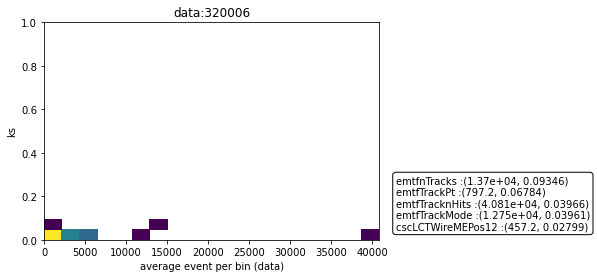 data:320006
1.0
0.8
0.6
0.4
0.2
0.0
ks
0 5000 10000 15000 20000 25000 30000 35000 40000
average event per bin (data)
emtfnTracks :(1.37e+04, 0.09346)
emtfTrackPt :(797.2, 0.06784)
emtfTracknHits :(4.081e+04, 0.03966)
emtfTrackMode :(1.275e+04, 0.03961)
cscLCTWireMEPos12 :(457.2, 0.02799)